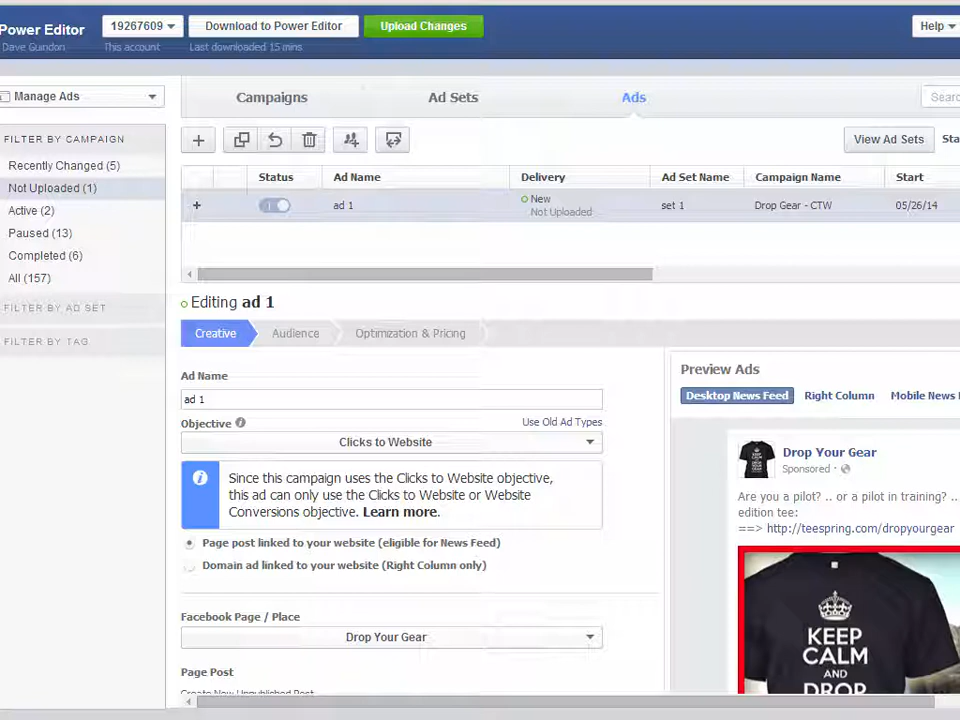 Power Editor
19267609
Download to Power Editor
Upload Changes
Help
Dave Guindon
This account
Last downloaded 15 mins
Manage Ads
Campaigns
Ad Sets
Ads
Searc
FILTER BY CAMPAIGN
Recently Changed (5)
Not Uploaded (1)
Active (2)
Paused (13)
Completed (6)
All (157)
FILTER BY AD SET
FILTER BY TAG
View Ad Sets
Sta
Status
Ad Name
Delivery
Ad Set Name
Campaign Name
Start
ad 1
New
Not Uploaded
set 1
Drop Gear - CTW
05/26/14
Editing ad 1
Creative
Audience
Optimization & Pricing
Ad Name
ad 1
Objective
Use Old Ad Types
Clicks to Website
Since this campaign uses the Clicks to Website objective,
this ad can only use the Clicks to Website or Website
Conversions objective. Learn more.
Page post linked to your website (eligible for News Feed)
Domain ad linked to your website (Right Column only)
Facebook Page / Place
Drop Your Gear
Page Post
Create New Unpublished Post
Preview Ads
Desktop News Feed
Right Column
Mobile News
Drop Your Gear
Sponsored ·
Are you a pilot? .. or a pilot in training? ..
edition tee:
==> http://teespring.com/dropyourgear
KEEP
CALM
AND
DROP